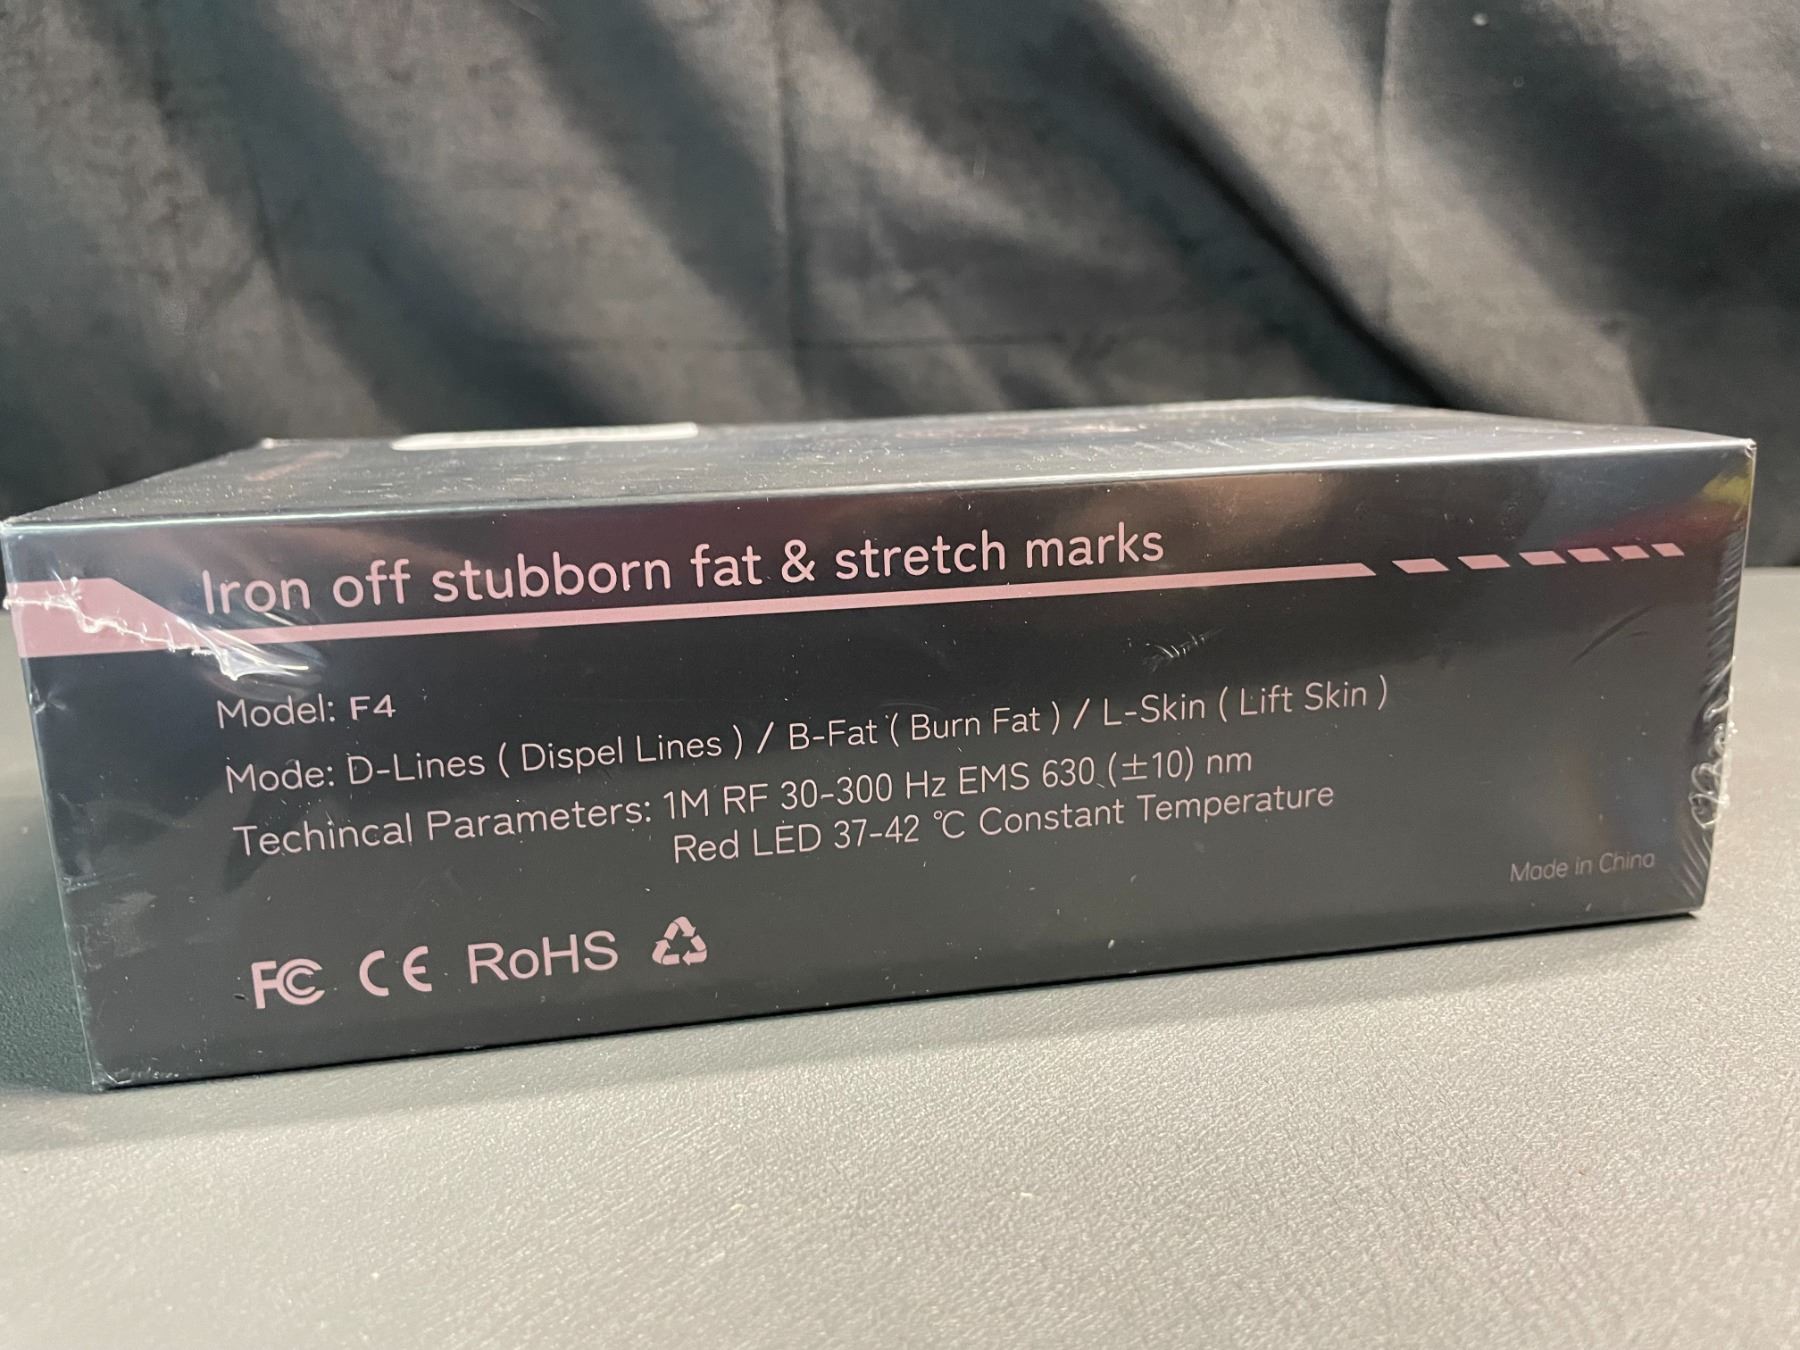 Iron off stubborn fat & stretch marks
Model: F4
Mode: D-Lines ( Dispel Lines ) / B-Fat ( Burn Fat ) / L-Skin ( Lift Skin )
Techincal Parameters: 1M RF 30-300 Hz EMS 630 (±10) nm
Red LED 37-42 ℃ Constant Temperature
Made in China
FC CE RoHS